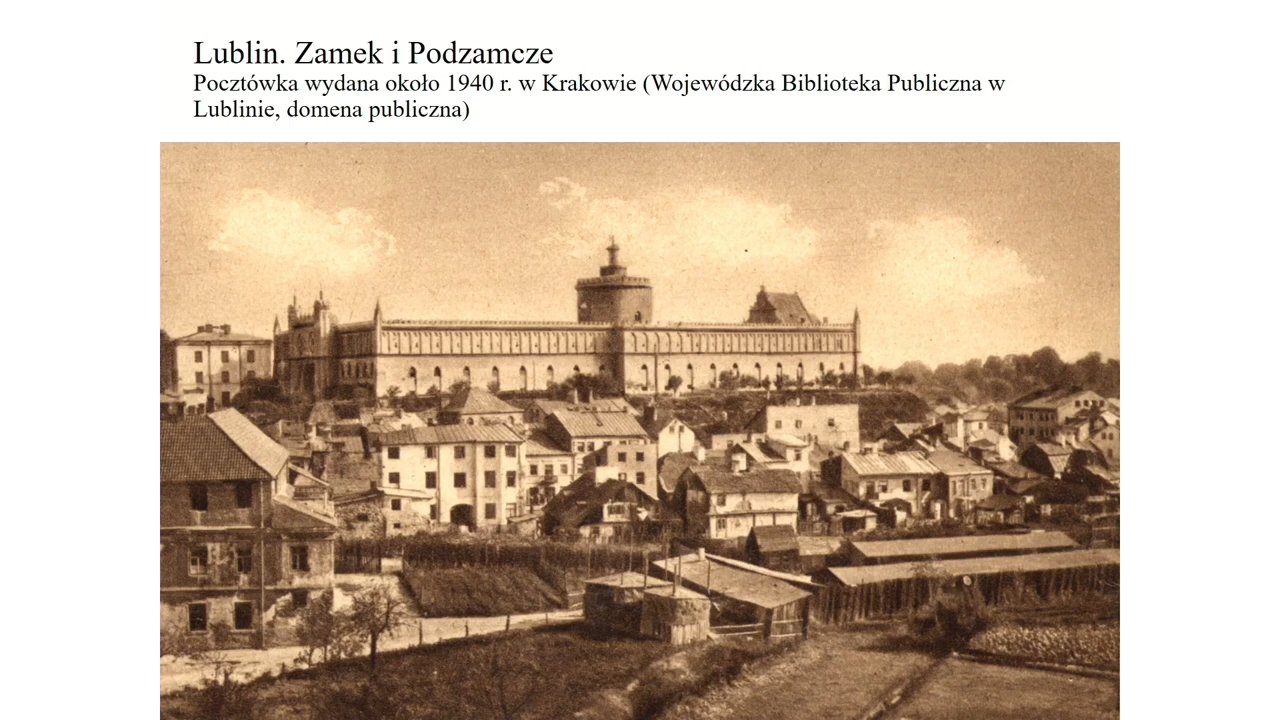 Lublin. Zamek i Podzamcze
Pocztówka wydana około 1940 r. w Krakowie (Wojewódzka Biblioteka Publiczna w
Lublinie, domena publiczna)